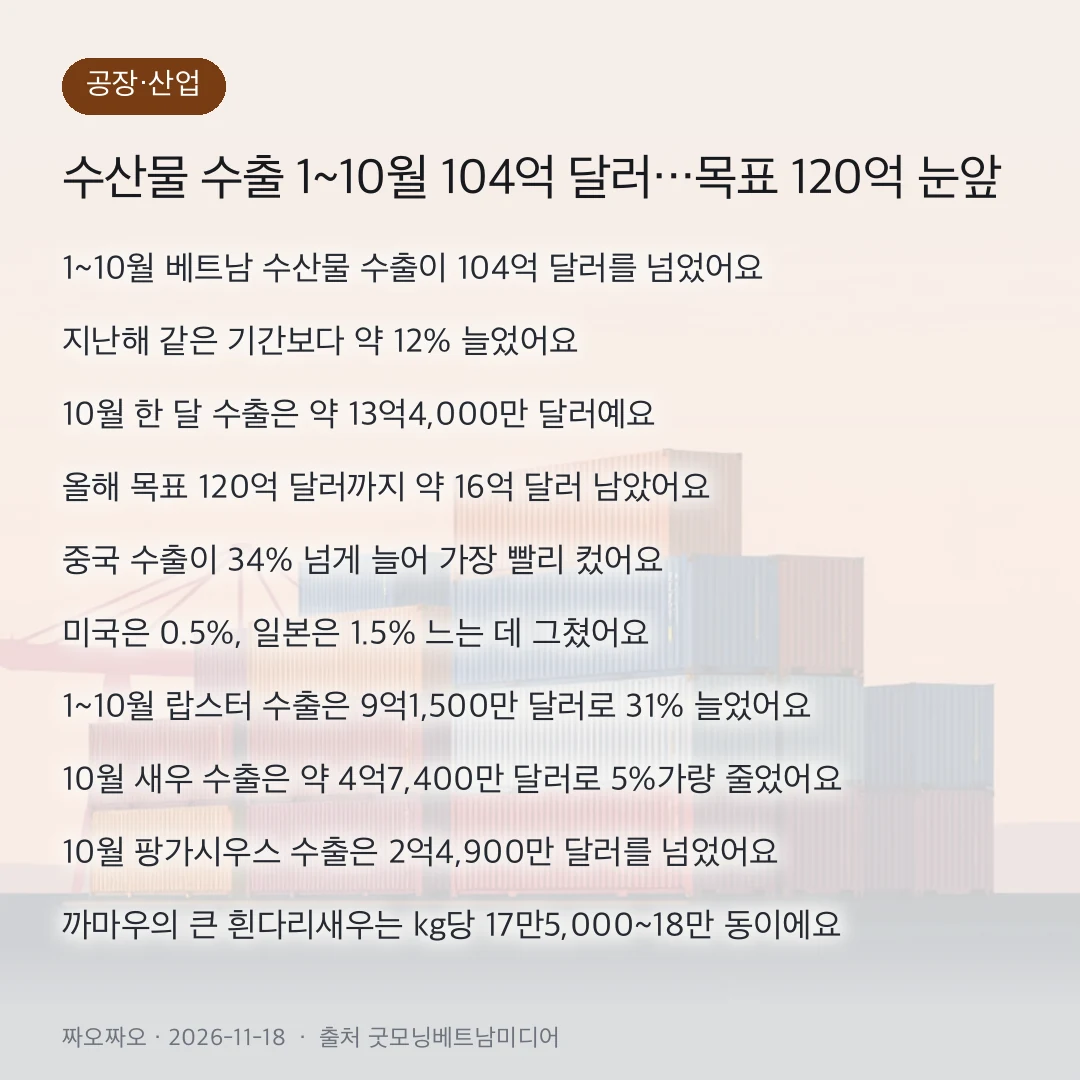 공장·산업
수산물 수출 1~10월 104억 달러…목표 120억 눈앞
1~10월 베트남 수산물 수출이 104억 달러를 넘었어요
지난해 같은 기간보다 약 12% 늘었어요
10월 한 달 수출은 약 13억4,000만 달러예요
올해 목표 120억 달러까지 약 16억 달러 남았어요
중국 수출이 34% 넘게 늘어 가장 빨리 컸어요
미국은 0.5%, 일본은 1.5% 느는 데 그쳤어요
1~10월 랍스터 수출은 9억1,500만 달러로 31% 늘었어요
10월 새우 수출은 약 4억7,400만 달러로 5%가량 줄었어요
10월 팡가시우스 수출은 2억4,900만 달러를 넘었어요
까마우의 큰 흰다리새우는 kg당 17만5,000~18만 동이에요
짜오짜오 · 2026-11-18 · 출처 굿모닝베트남미디어